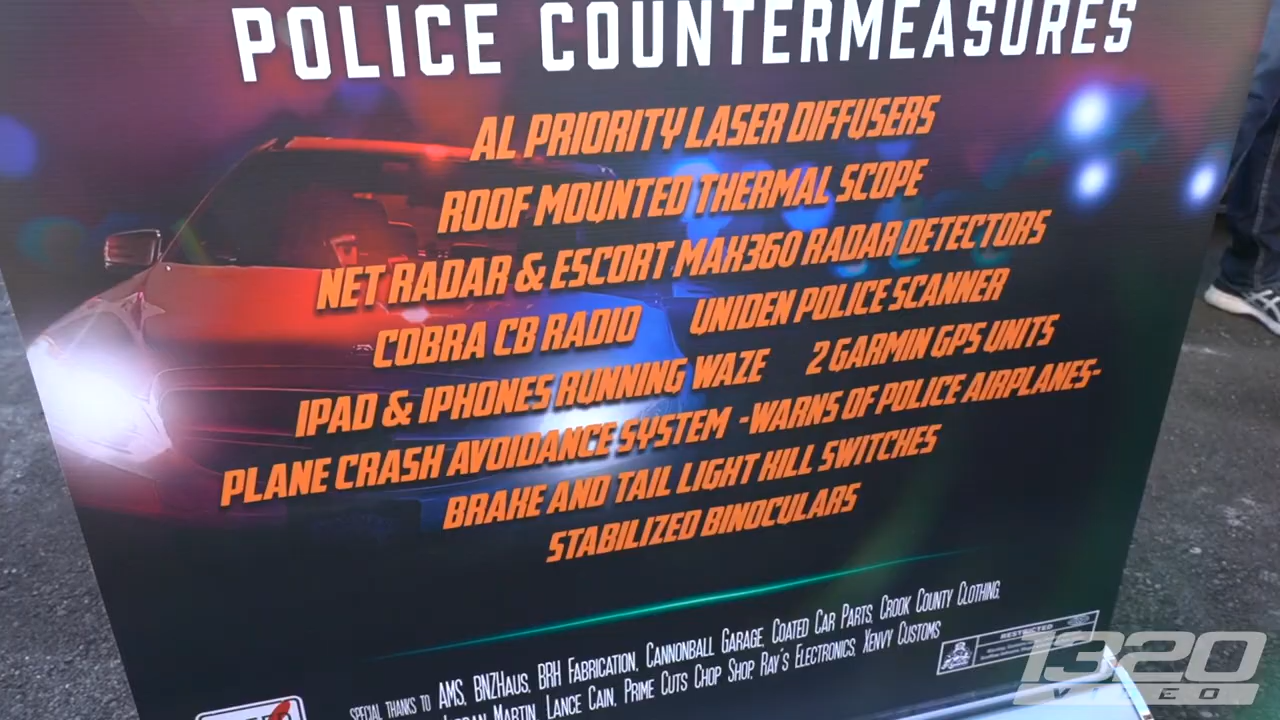 POLICE COUNTERMEASURES
AL PRIORITY LASER DIFFUSERS
ROOF MOUNTED THERMAL SCOPE
NET RADAR & ESCORT MAX360 RADAR DETECTORS
COBRA CB RADIO UNIDEN POLICE SCANNER
IPAD & IPHONES RUNNING WAZE 2 GARMIN GPS UNITS
PLANE CRASH AVOIDANCE SYSTEM -WARNS OF POLICE AIRPLANES-
BRAKE AND TAIL LIGHT KILL SWITCHES
STABILIZED BINOCULARS
SPECIAL THANKS TO AMS, BNZHAUS, BRH FABRICATION, CANNONBALL GARAGE, COATED CAR PARTS, CROOK COUNTY CLOTHING,
MARTIN, LANCE CAIN, PRIME CUTS CHOP SHOP, RAY'S ELECTRONICS, XENVY CUSTOMS
RESTRICTED
1320
VIDEO